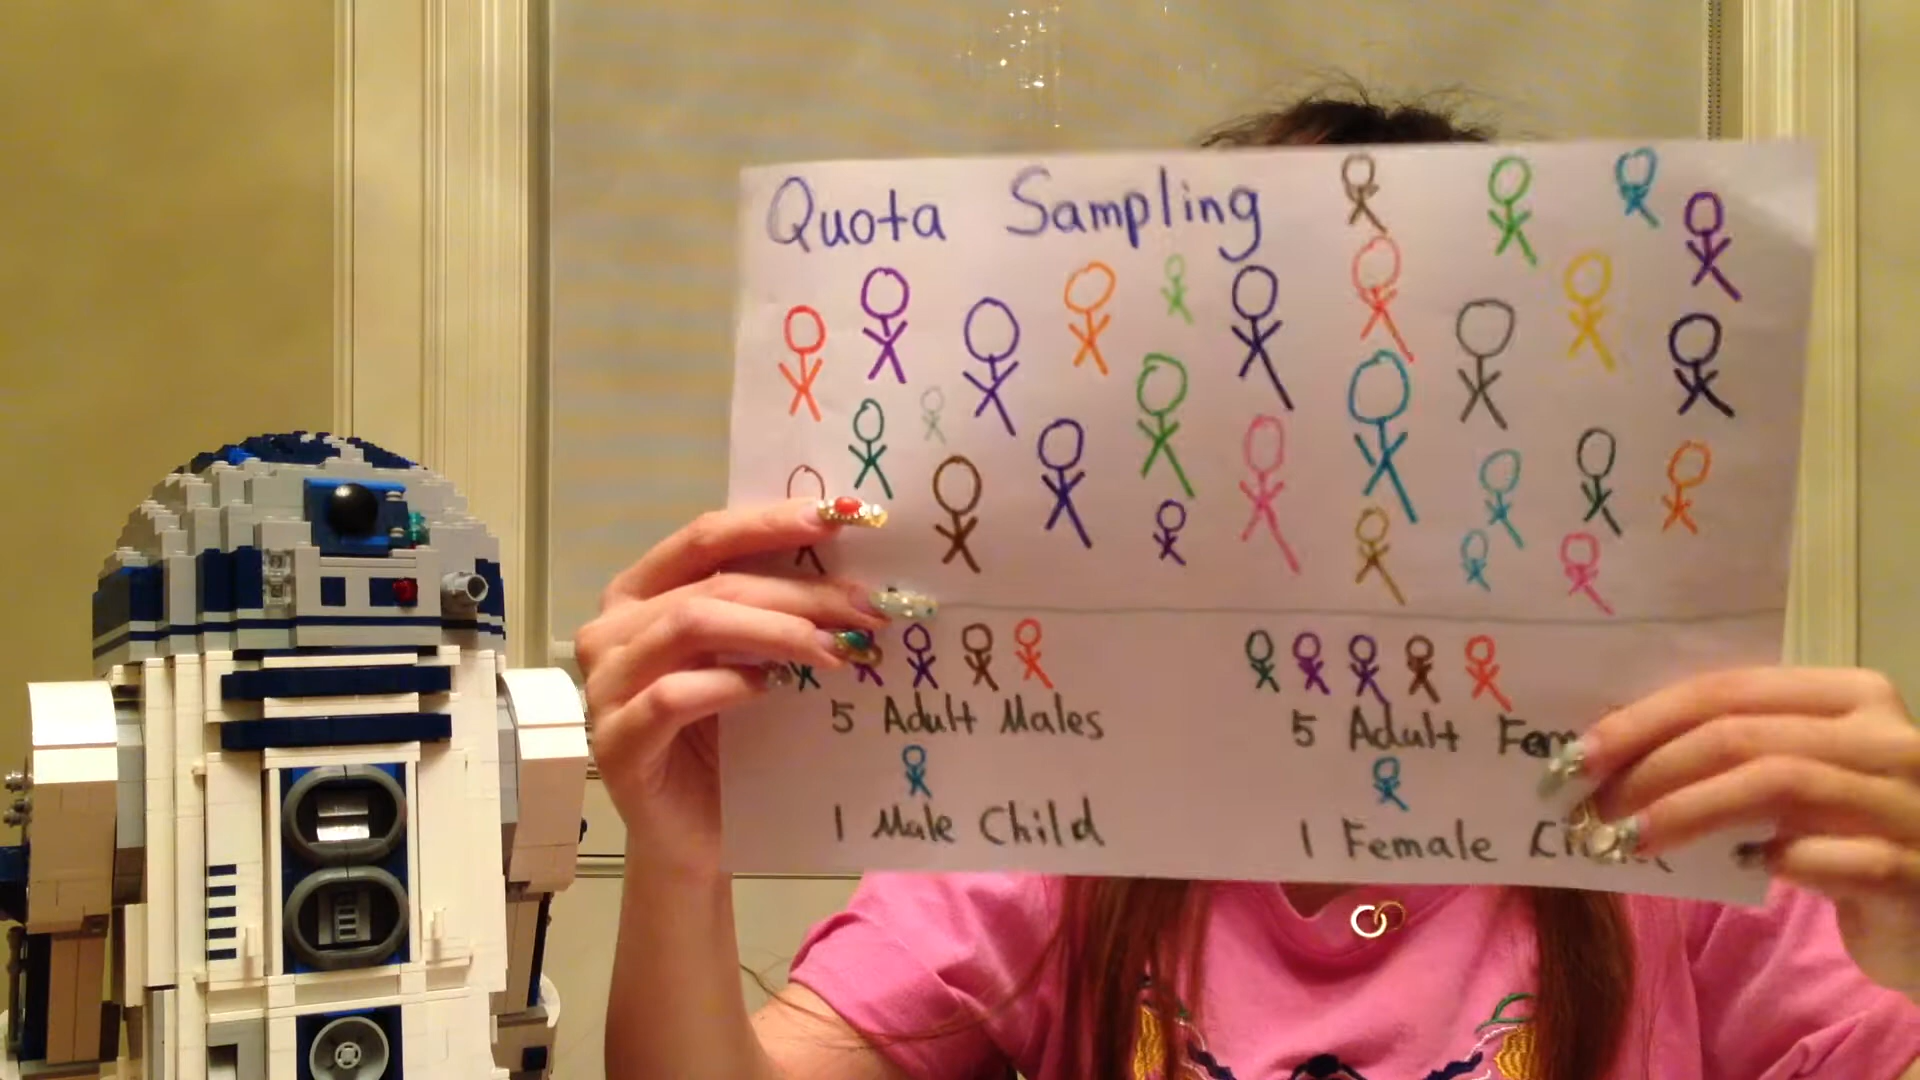 Quota Sampling
5 Adult Males
5 Adult
1 Male Child
1 Female